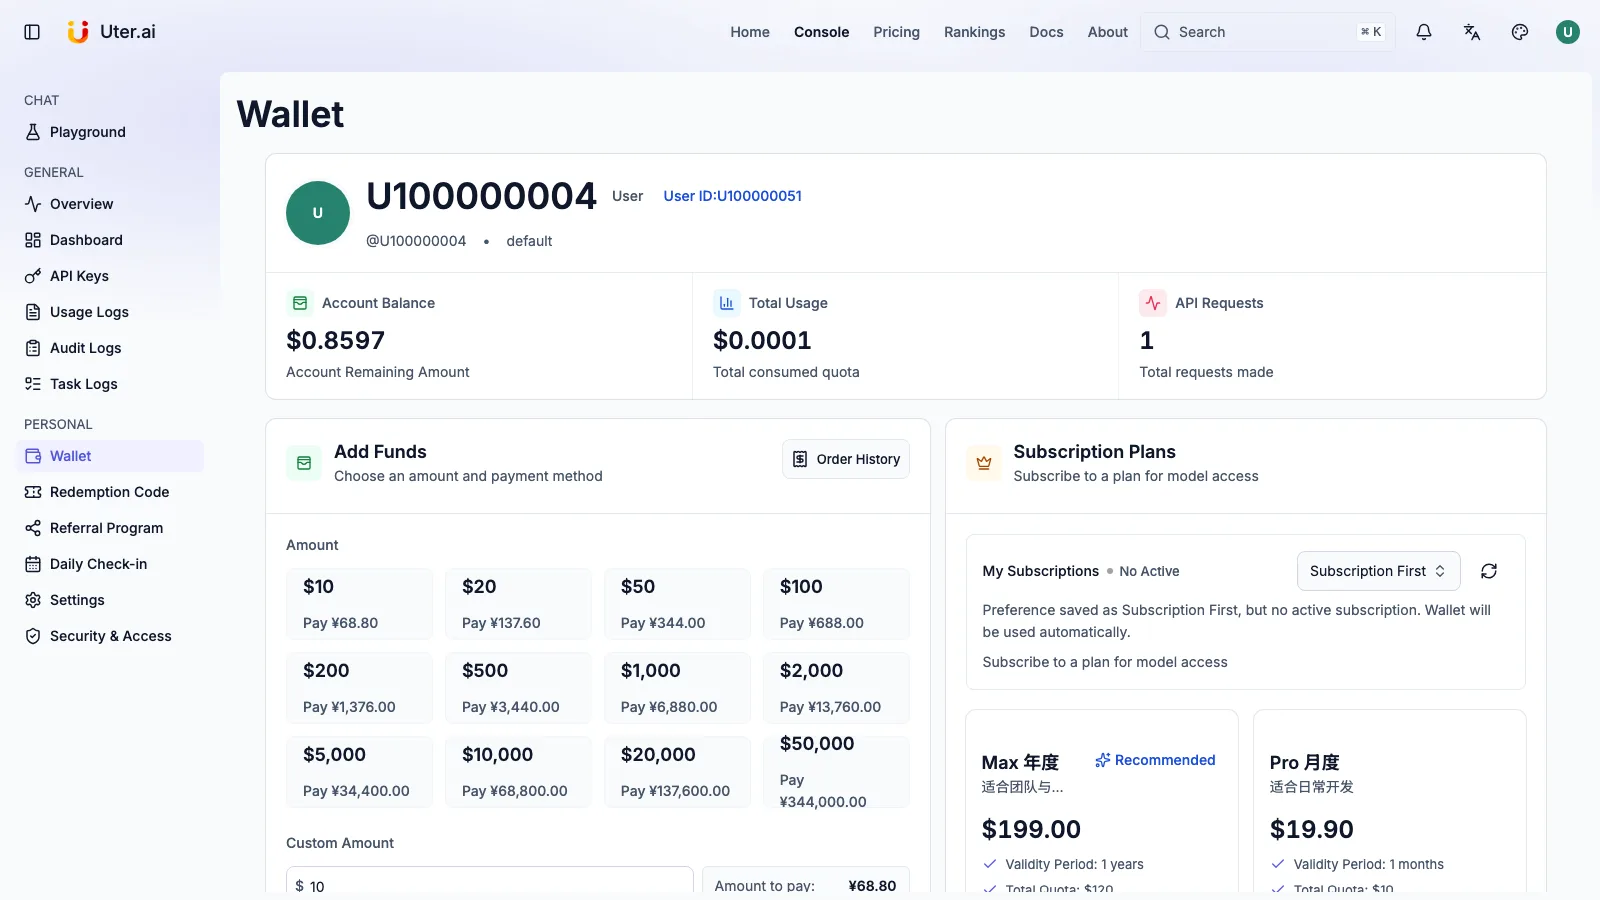 Uter.ai
Home
Console
Pricing
Rankings
Docs
About
Search
⌘ K
U
CHAT
Playground
GENERAL
Overview
Dashboard
API Keys
Usage Logs
Audit Logs
Task Logs
PERSONAL
Wallet
Redemption Code
Referral Program
Daily Check-in
Settings
Security & Access
Wallet
U
U100000004
User
User ID:U100000051
@U100000004 • default
Account Balance
$0.8597
Account Remaining Amount
Total Usage
$0.0001
Total consumed quota
API Requests
1
Total requests made
Add Funds
Choose an amount and payment method
Order History
Amount
$10
Pay ¥68.80
$20
Pay ¥137.60
$50
Pay ¥344.00
$100
Pay ¥688.00
$200
Pay ¥1,376.00
$500
Pay ¥3,440.00
$1,000
Pay ¥6,880.00
$2,000
Pay ¥13,760.00
$5,000
Pay ¥34,400.00
$10,000
Pay ¥68,800.00
$20,000
Pay ¥137,600.00
$50,000
Pay
¥344,000.00
Custom Amount
$ 10
Amount to pay: ¥68.80
Subscription Plans
Subscribe to a plan for model access
My Subscriptions • No Active
Subscription First
Preference saved as Subscription First, but no active subscription. Wallet will
be used automatically.
Subscribe to a plan for model access
Max 年度
Recommended
适合团队与...
$199.00
Validity Period: 1 years
Total Quota: $120
Pro 月度
适合日常开发
$19.90
Validity Period: 1 months
Total Quota: $10